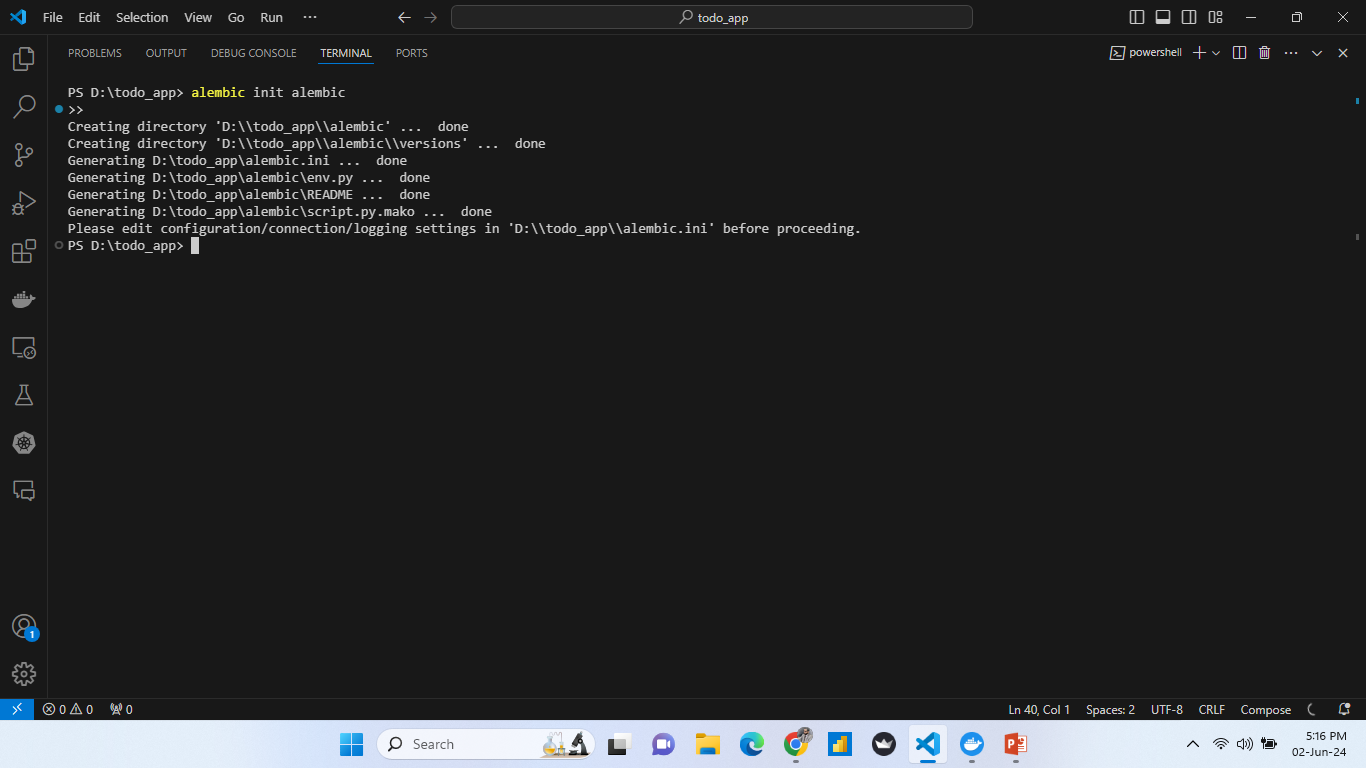 File Edit Selection View Go Run ··· todo_app
PROBLEMS OUTPUT DEBUG CONSOLE TERMINAL PORTS powershell
PS D:\todo_app> alembic init alembic
>>
Creating directory 'D:\\todo_app\\alembic' ...  done
Creating directory 'D:\\todo_app\\alembic\\versions' ...  done
Generating D:\todo_app\alembic.ini ...  done
Generating D:\todo_app\alembic\env.py ...  done
Generating D:\todo_app\alembic\README ...  done
Generating D:\todo_app\alembic\script.py.mako ...  done
Please edit configuration/connection/logging settings in 'D:\\todo_app\\alembic.ini' before proceeding.
PS D:\todo_app>
1
0 0 0 Ln 40, Col 1 Spaces: 2 UTF-8 CRLF Compose
Search
5:16 PM
02-Jun-24